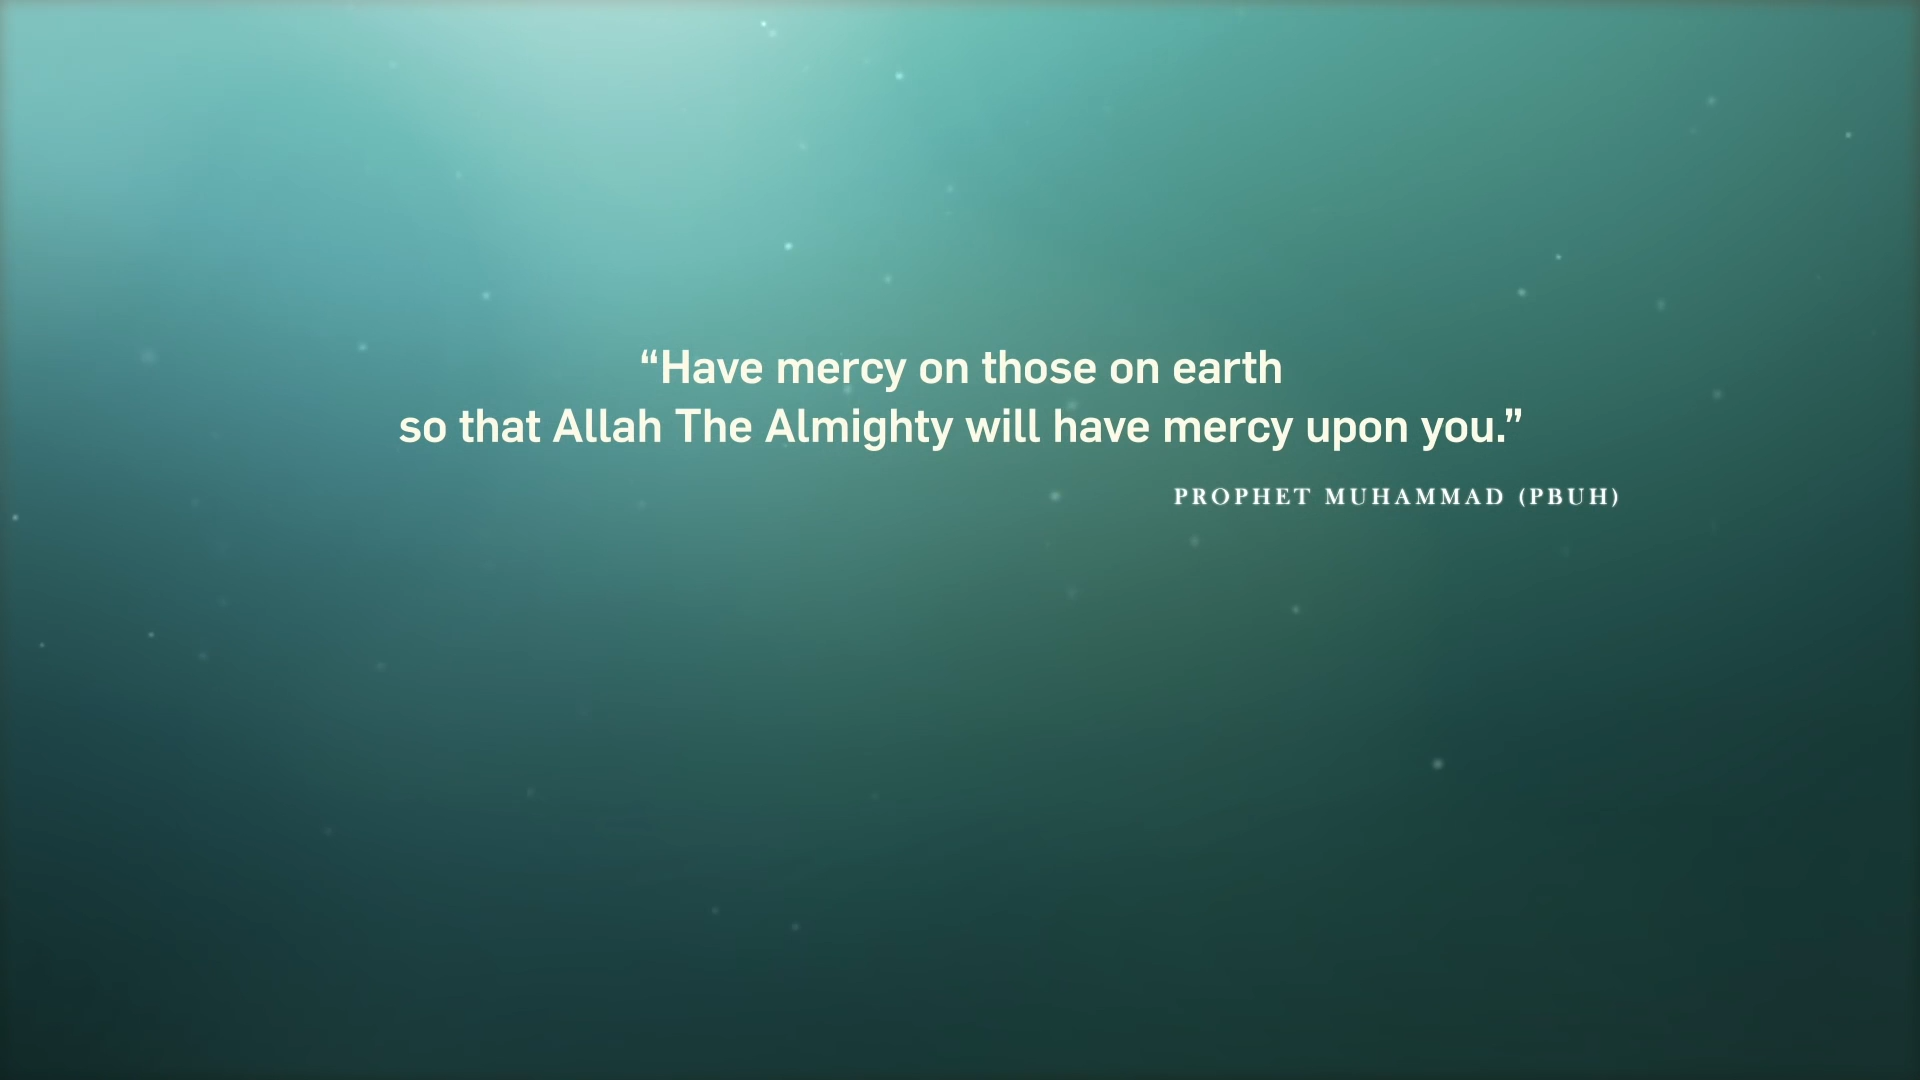 “Have mercy on those on earth
so that Allah The Almighty will have mercy upon you.”
PROPHET MUHAMMAD (PBUH)